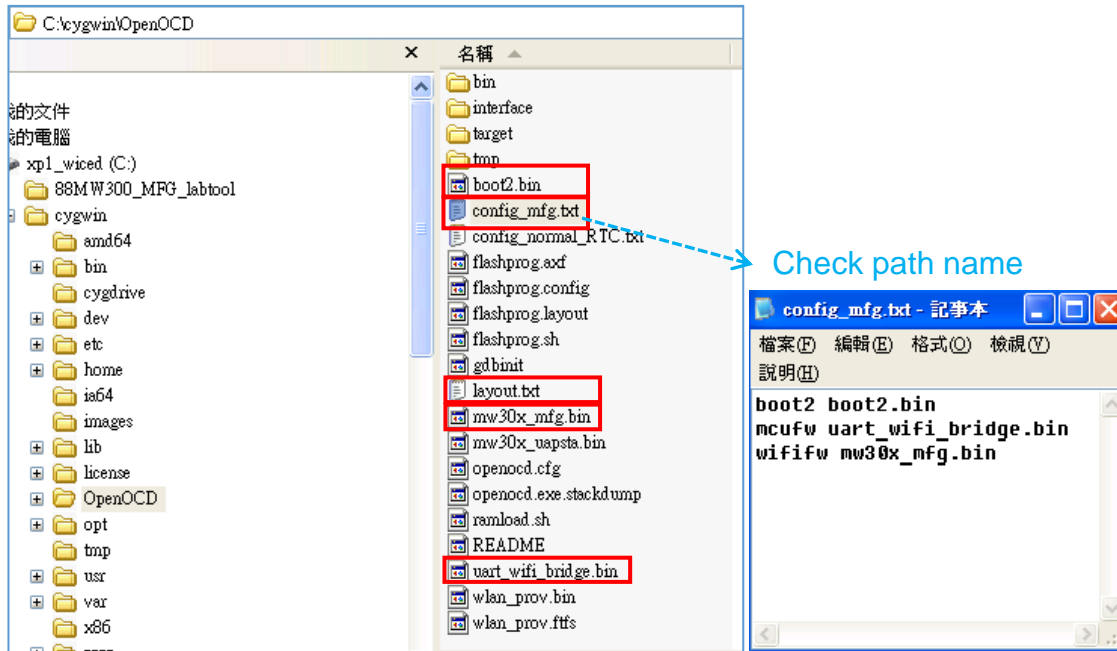 C:\cygwin\OpenOCD
名稱
的文件
的電腦
xp1_wiced (C:)
88MW300_MFG_labtool
cygwin
amd64
bin
cygdrive
dev
etc
home
ia64
images
lib
license
OpenOCD
opt
tmp
usr
var
x86
bin
interface
target
tmp
boot2.bin
config_mfg.txt
config_normal_RTC.txt
flashprog.axf
flashprog.config
flashprog.layout
flashprog.sh
gdbinit
layout.txt
mw30x_mfg.bin
mw30x_uapsta.bin
openocd.cfg
openocd.exe.stackdump
ramload.sh
README
uart_wifi_bridge.bin
wlan_prov.bin
wlan_prov.ftfs
Check path name
config_mfg.txt - 記事本
檔案(F) 編輯(E) 格式(O) 檢視(V)
說明(H)
boot2 boot2.bin
mcufw uart_wifi_bridge.bin
wififw mw30x_mfg.bin